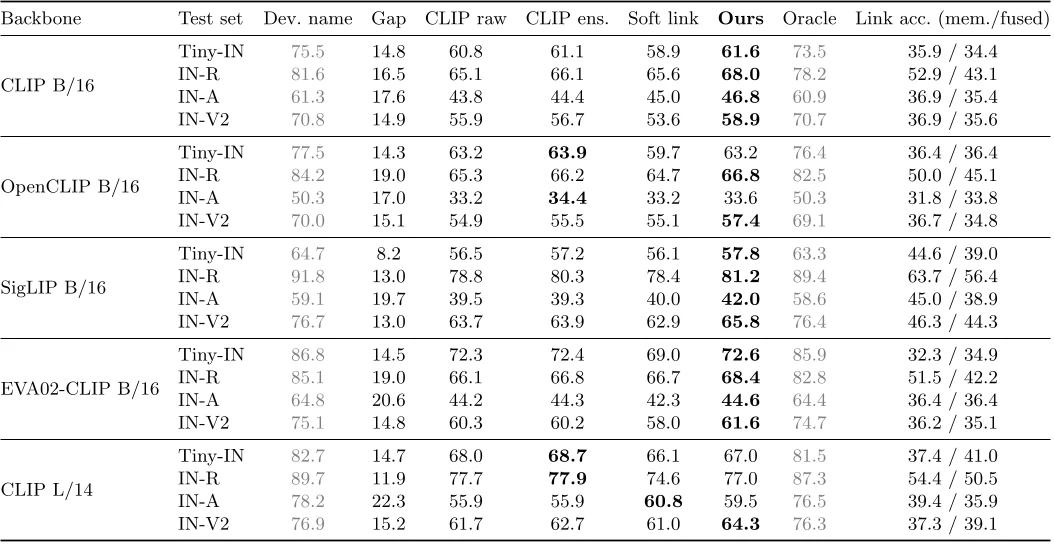 Backbone Test set Dev. name Gap CLIP raw CLIP ens. Soft link Ours Oracle Link acc. (mem./fused)
CLIP B/16
Tiny-IN 75.5 14.8 60.8 61.1 58.9 61.6 73.5 35.9 / 34.4
IN-R 81.6 16.5 65.1 66.1 65.6 68.0 78.2 52.9 / 43.1
IN-A 61.3 17.6 43.8 44.4 45.0 46.8 60.9 36.9 / 35.4
IN-V2 70.8 14.9 55.9 56.7 53.6 58.9 70.7 36.9 / 35.6
OpenCLIP B/16
Tiny-IN 77.5 14.3 63.2 63.9 59.7 63.2 76.4 36.4 / 36.4
IN-R 84.2 19.0 65.3 66.2 64.7 66.8 82.5 50.0 / 45.1
IN-A 50.3 17.0 33.2 34.4 33.2 33.6 50.3 31.8 / 33.8
IN-V2 70.0 15.1 54.9 55.5 55.1 57.4 69.1 36.7 / 34.8
SigLIP B/16
Tiny-IN 64.7 8.2 56.5 57.2 56.1 57.8 63.3 44.6 / 39.0
IN-R 91.8 13.0 78.8 80.3 78.4 81.2 89.4 63.7 / 56.4
IN-A 59.1 19.7 39.5 39.3 40.0 42.0 58.6 45.0 / 38.9
IN-V2 76.7 13.0 63.7 63.9 62.9 65.8 76.4 46.3 / 44.3
EVA02-CLIP B/16
Tiny-IN 86.8 14.5 72.3 72.4 69.0 72.6 85.9 32.3 / 34.9
IN-R 85.1 19.0 66.1 66.8 66.7 68.4 82.8 51.5 / 42.2
IN-A 64.8 20.6 44.2 44.3 42.3 44.6 64.4 36.4 / 36.4
IN-V2 75.1 14.8 60.3 60.2 58.0 61.6 74.7 36.2 / 35.1
CLIP L/14
Tiny-IN 82.7 14.7 68.0 68.7 66.1 67.0 81.5 37.4 / 41.0
IN-R 89.7 11.9 77.7 77.9 74.6 77.0 87.3 54.4 / 50.5
IN-A 78.2 22.3 55.9 55.9 60.8 59.5 76.5 39.4 / 35.9
IN-V2 76.9 15.2 61.7 62.7 61.0 64.3 76.3 37.3 / 39.1